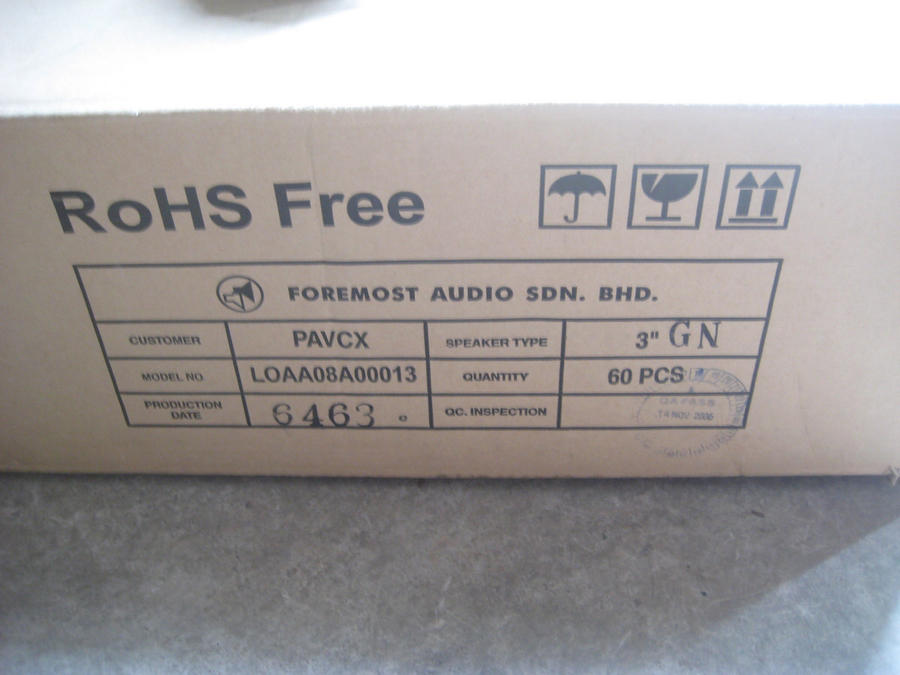 RoHS Free
FOREMOST AUDIO SDN. BHD.
CUSTOMER PAVCX SPEAKER TYPE 3" GN
MODEL NO LOAA08A00013 QUANTITY 60 PCS
PRODUCTION DATE 6463 QC. INSPECTION
QA PASS
14 NOV 2006